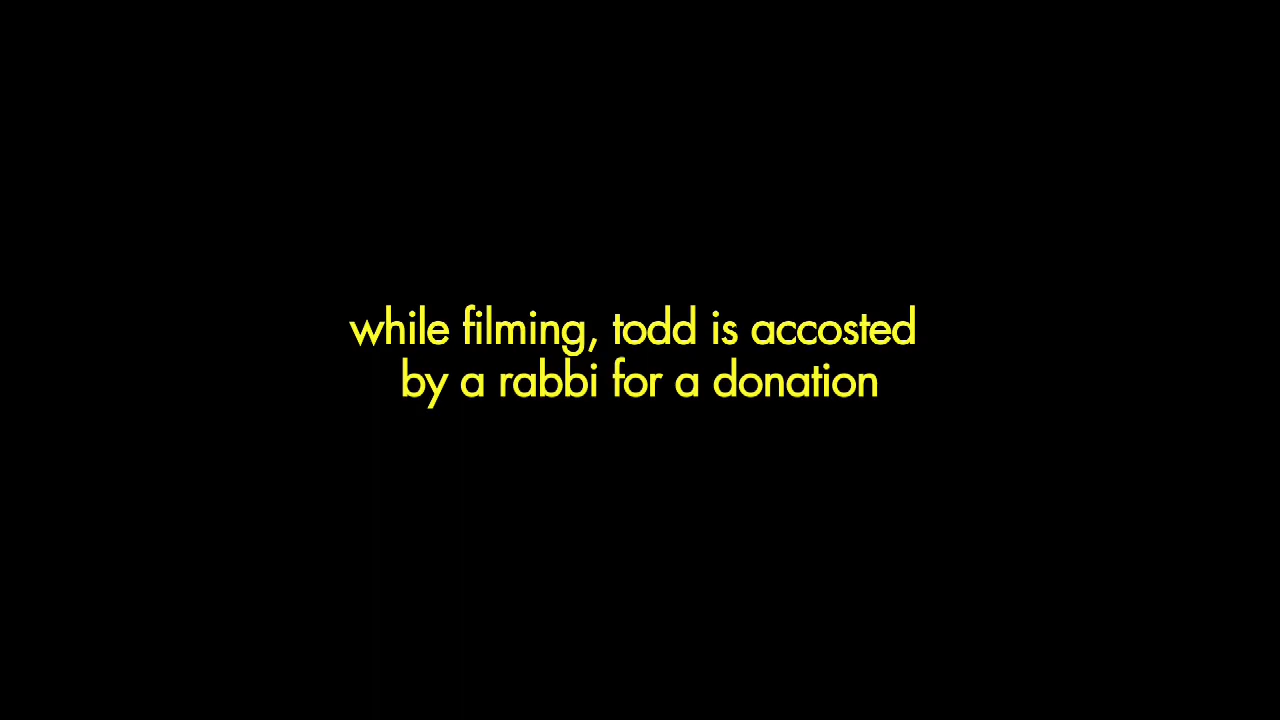 while filming, todd is accosted
by a rabbi for a donation